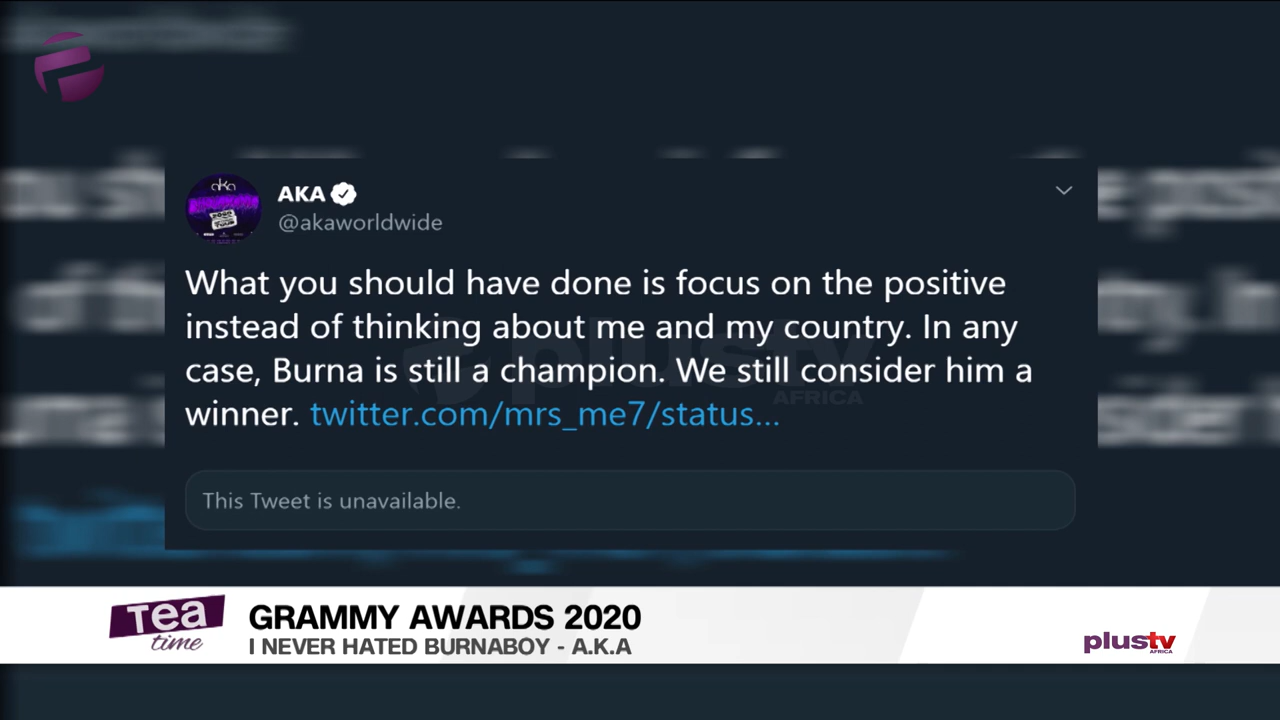 AKA
@akaworldwide
What you should have done is focus on the positive
instead of thinking about me and my country. In any
case, Burna is still a champion. We still consider him a
winner. twitter.com/mrs_me7/status...
This Tweet is unavailable.
plustv
AFRICA
Tea
time
GRAMMY AWARDS 2020
I NEVER HATED BURNABOY - A.K.A
plustv
AFRICA